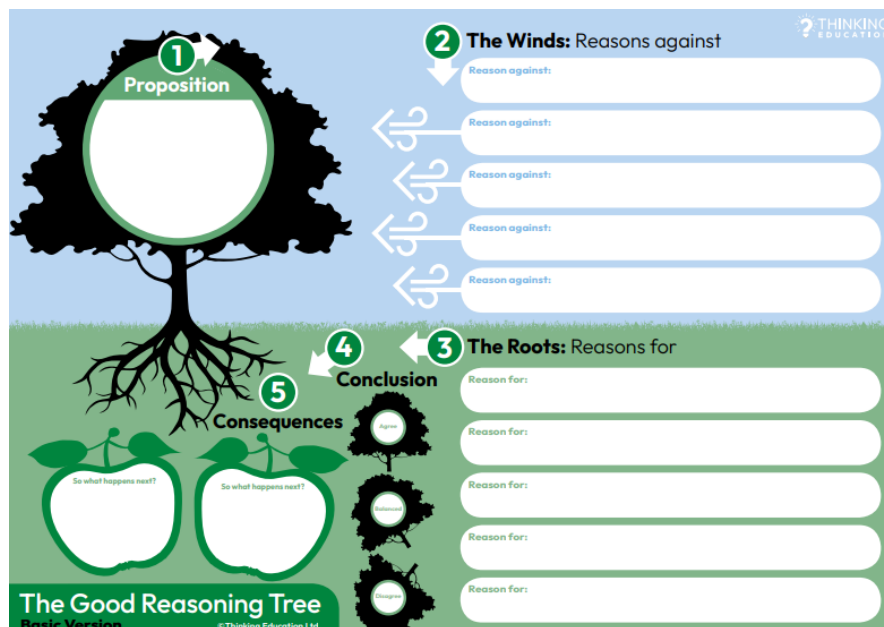 THINKING
EDUCATION
1
Proposition
2
The Winds: Reasons against
Reason against:
Reason against:
Reason against:
Reason against:
Reason against:
3
The Roots: Reasons for
Reason for:
Reason for:
Reason for:
Reason for:
Reason for:
4
Conclusion
Agree
Balanced
Disagree
5
Consequences
So what happens next?
So what happens next?
The Good Reasoning Tree
Basic Version
©Thinking Education Ltd